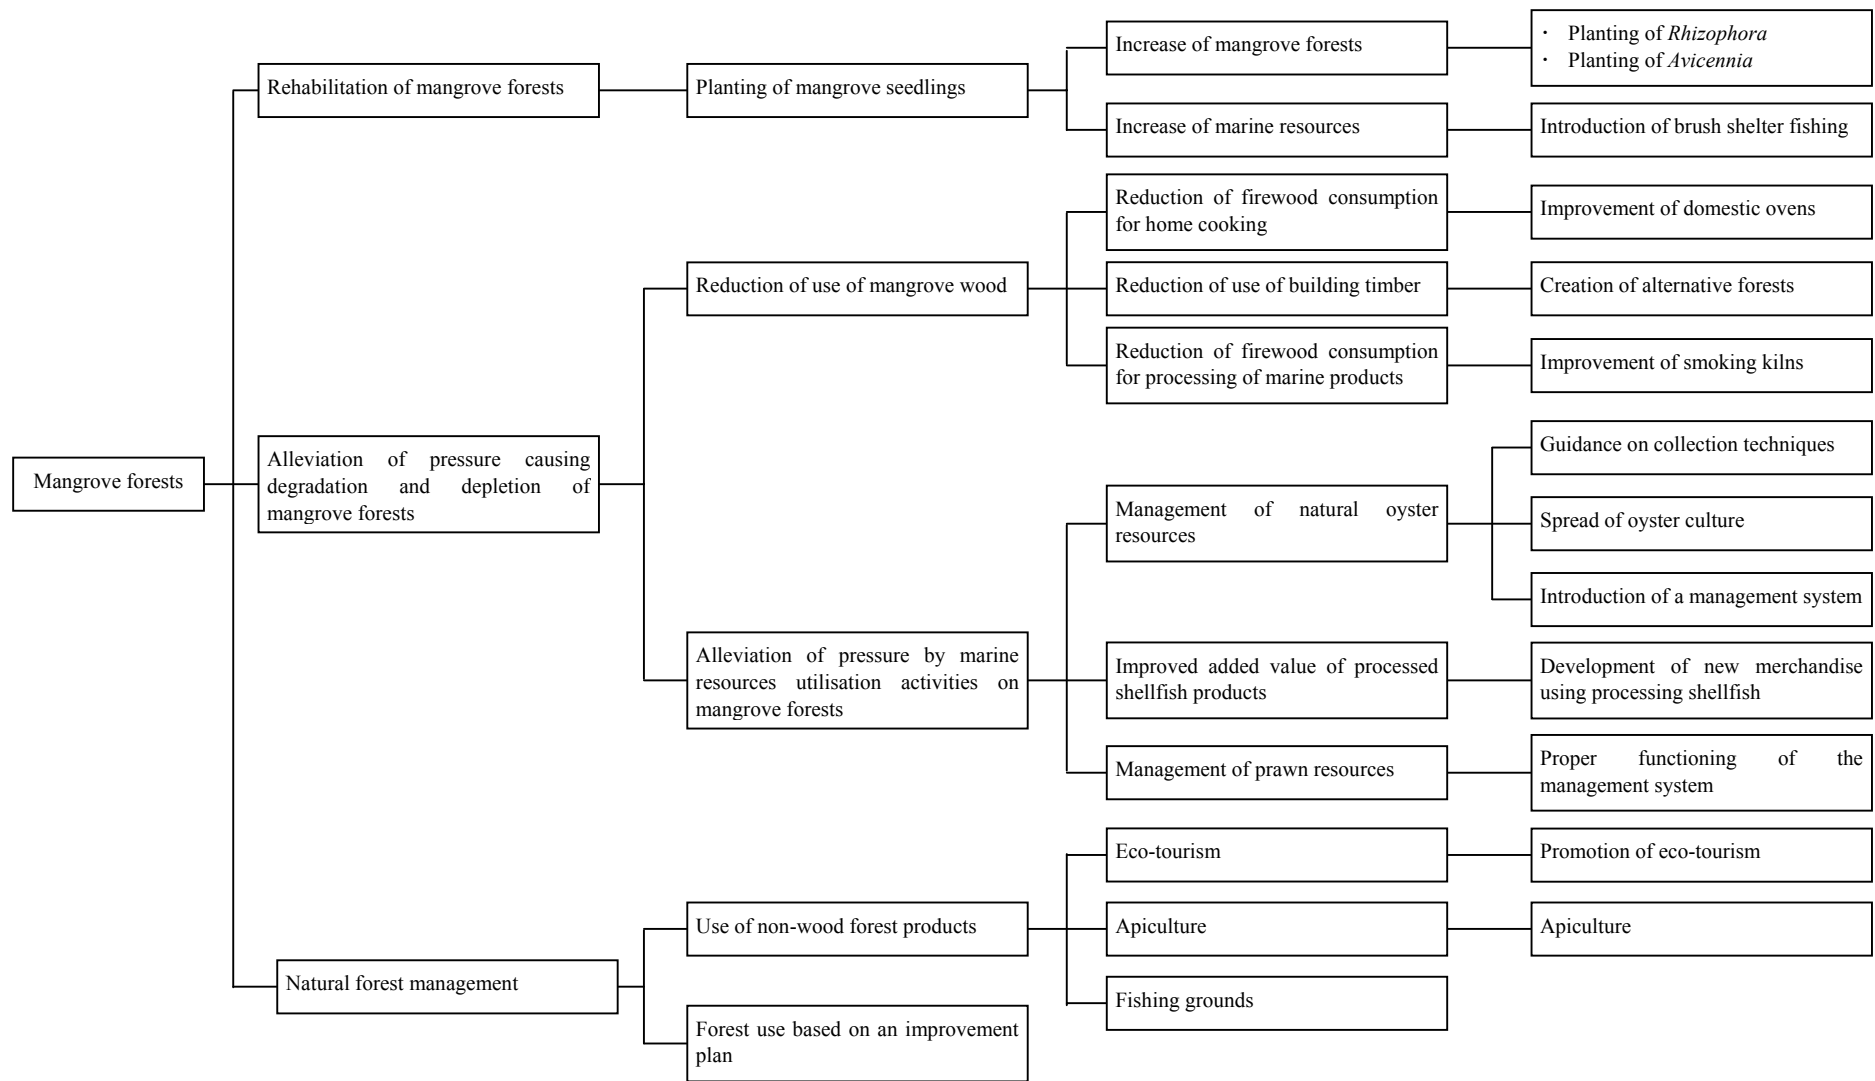 Mangrove forests
Rehabilitation of mangrove forests
Planting of mangrove seedlings
Increase of mangrove forests
· Planting of Rhizophora
· Planting of Avicennia
Increase of marine resources
Introduction of brush shelter fishing
Alleviation of pressure causing
degradation and depletion of
mangrove forests
Reduction of use of mangrove wood
Reduction of firewood consumption
for home cooking
Improvement of domestic ovens
Reduction of use of building timber
Creation of alternative forests
Reduction of firewood consumption
for processing of marine products
Improvement of smoking kilns
Alleviation of pressure by marine
resources utilisation activities on
mangrove forests
Management of natural oyster
resources
Guidance on collection techniques
Spread of oyster culture
Introduction of a management system
Improved added value of processed
shellfish products
Development of new merchandise
using processing shellfish
Management of prawn resources
Proper functioning of the
management system
Natural forest management
Use of non-wood forest products
Eco-tourism
Promotion of eco-tourism
Apiculture
Apiculture
Fishing grounds
Forest use based on an improvement
plan